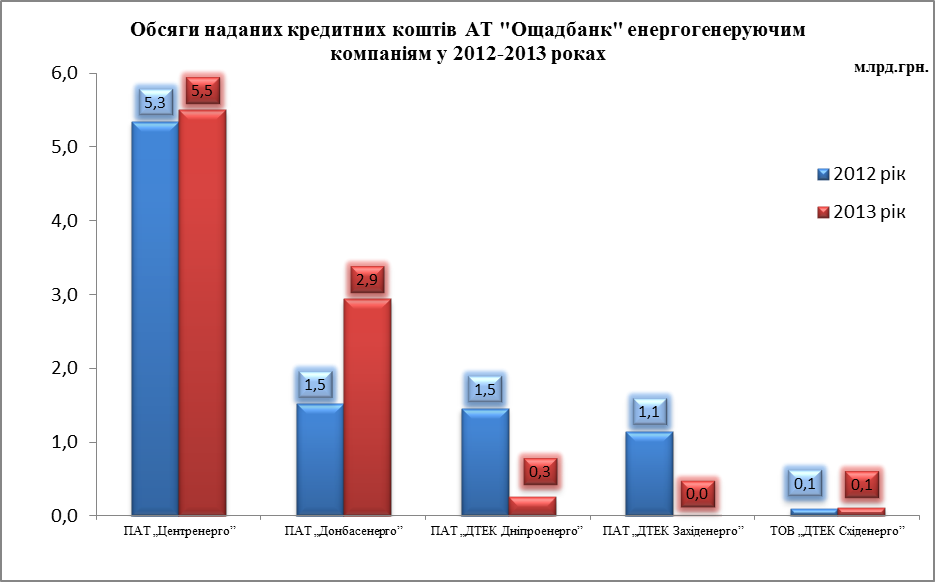 Обсяги наданих кредитних коштів АТ "Ощадбанк" енергогенеруючим
компаніям у 2012-2013 роках
млрд.грн.
6,0
5,0
4,0
3,0
2,0
1,0
0,0
5,3
5,5
1,5
2,9
1,5
0,3
1,1
0,0
0,1
0,1
2012 рік
2013 рік
ПАТ „Центренерго”
ПАТ „Донбасенерго”
ПАТ „ДТЕК Дніпроенерго”
ПАТ „ДТЕК Західенерго”
ТОВ „ДТЕК Східенерго”